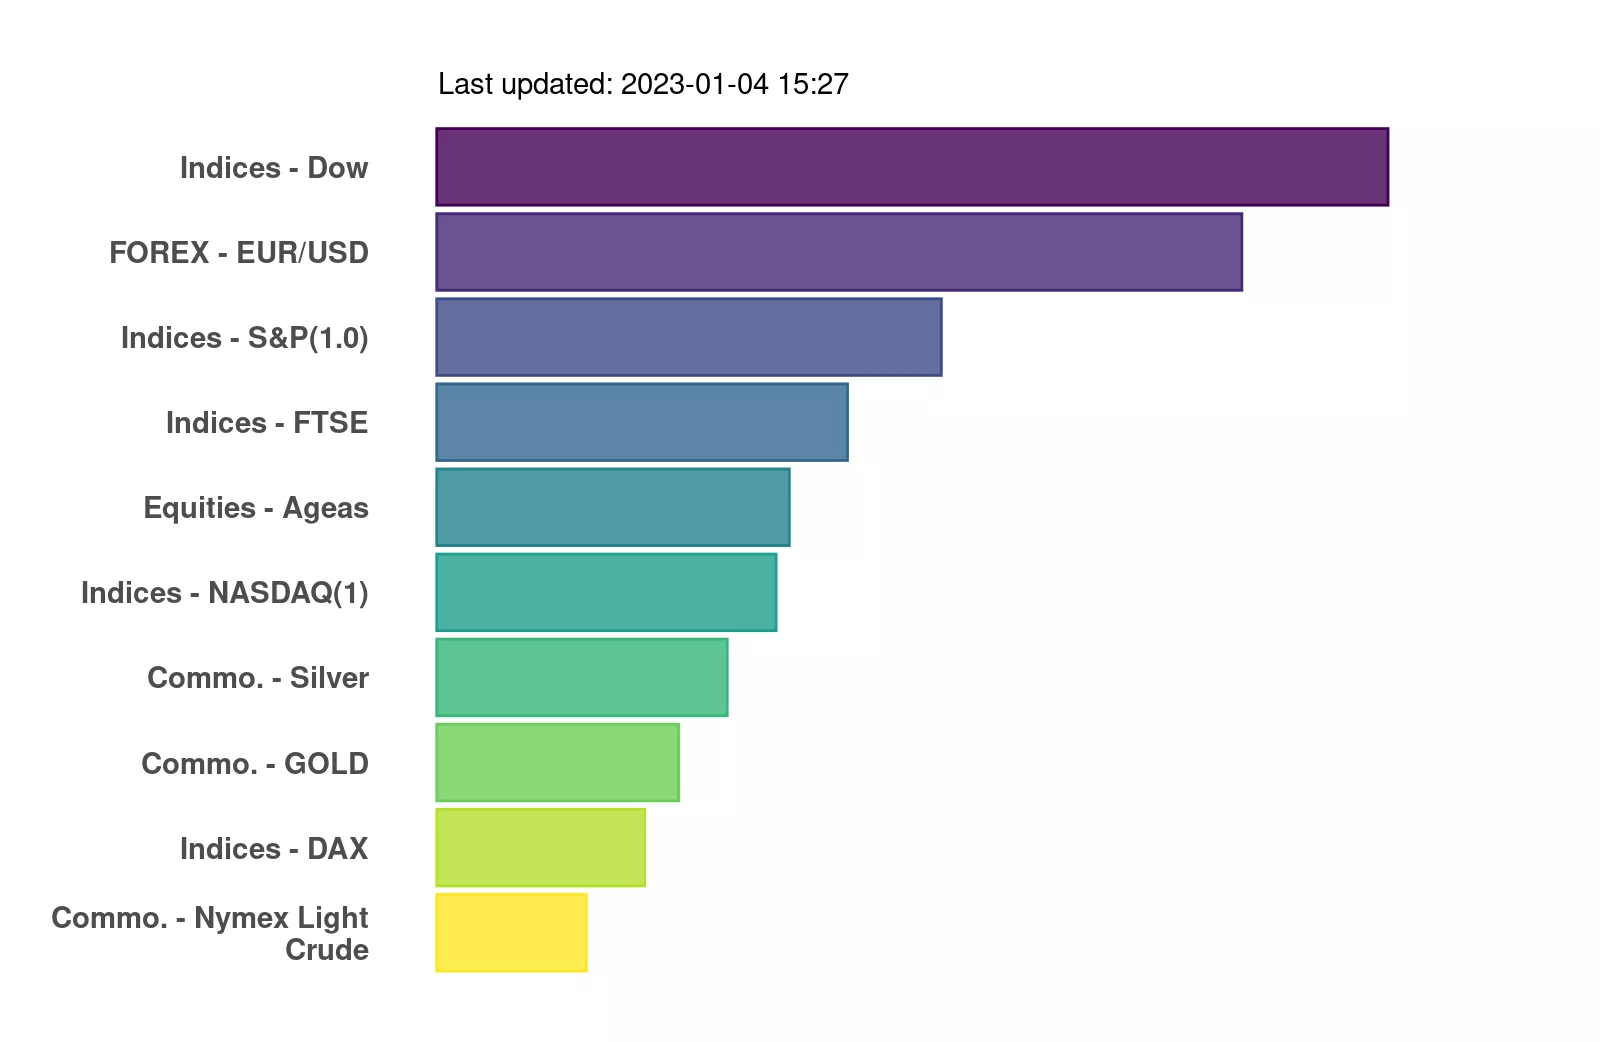 Last updated: 2023-01-04 15:27
Indices - Dow
FOREX - EUR/USD
Indices - S&P(1.0)
Indices - FTSE
Equities - Ageas
Indices - NASDAQ(1)
Commo. - Silver
Commo. - GOLD
Indices - DAX
Commo. - Nymex Light
Crude